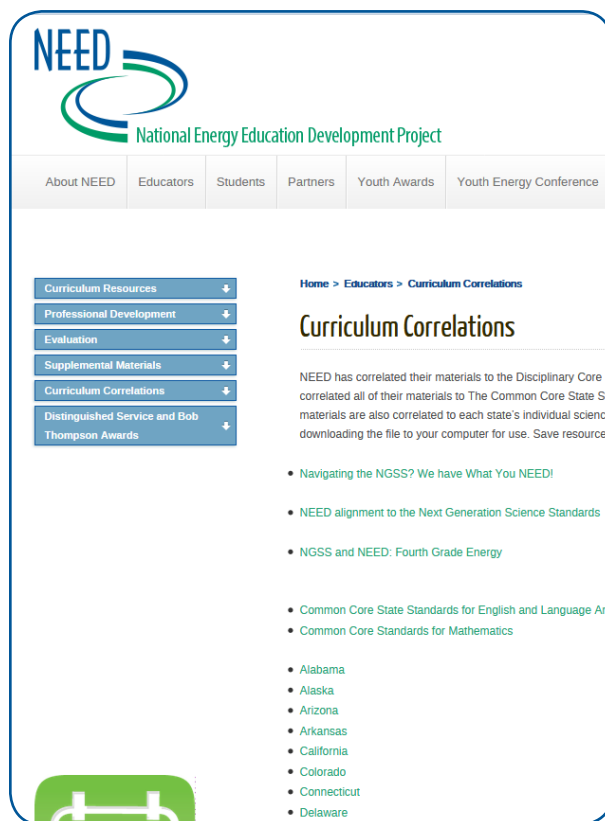 NEED
National Energy Education Development Project
About NEED Educators Students Partners Youth Awards Youth Energy Conference
Curriculum Resources
Professional Development
Evaluation
Supplemental Materials
Curriculum Correlations
Distinguished Service and Bob
Thompson Awards
Home > Educators > Curriculum Correlations
Curriculum Correlations
NEED has correlated their materials to the Disciplinary Core
correlated all of their materials to The Common Core State S
materials are also correlated to each state's individual scienc
downloading the file to your computer for use. Save resource
• Navigating the NGSS? We have What You NEED!
• NEED alignment to the Next Generation Science Standards
• NGSS and NEED: Fourth Grade Energy
• Common Core State Standards for English and Language Ar
• Common Core Standards for Mathematics
• Alabama
• Alaska
• Arizona
• Arkansas
• California
• Colorado
• Connecticut
• Delaware